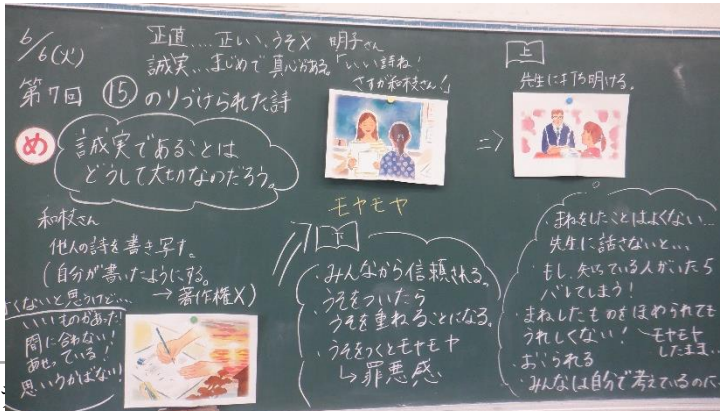 6/6(火)
第7回 ⑮ のりづけられた詩
正直....正しい、うそX
誠実...まじめで真心がある。
明子さん
「いい詩ね!
さすが和枝さん!」
め
誠実であることは
どうして大切なのだろう。
和枝さん
他人の詩を書き写す。
(自分が書いたようにする。
→著作権X)
くないと思うけど...
いいものがあった!
間に合わない!
あせっている!
思いうかばない!
モヤモヤ
下
・みんなから信頼される。
・うそをついたら
うそを重ねることになる。
・うそをつくとモヤモヤ
↳罪悪感
⇒
上
先生に打ち明ける。
・まねをしたことはよくない...
先生に話さないと...
・もし、知っている人がいたら
バレてしまう!
・まねしたものをほめられても
うれしくない!
モヤモヤ
したまま...
・おこられる
・みんなは自分で考えているのに